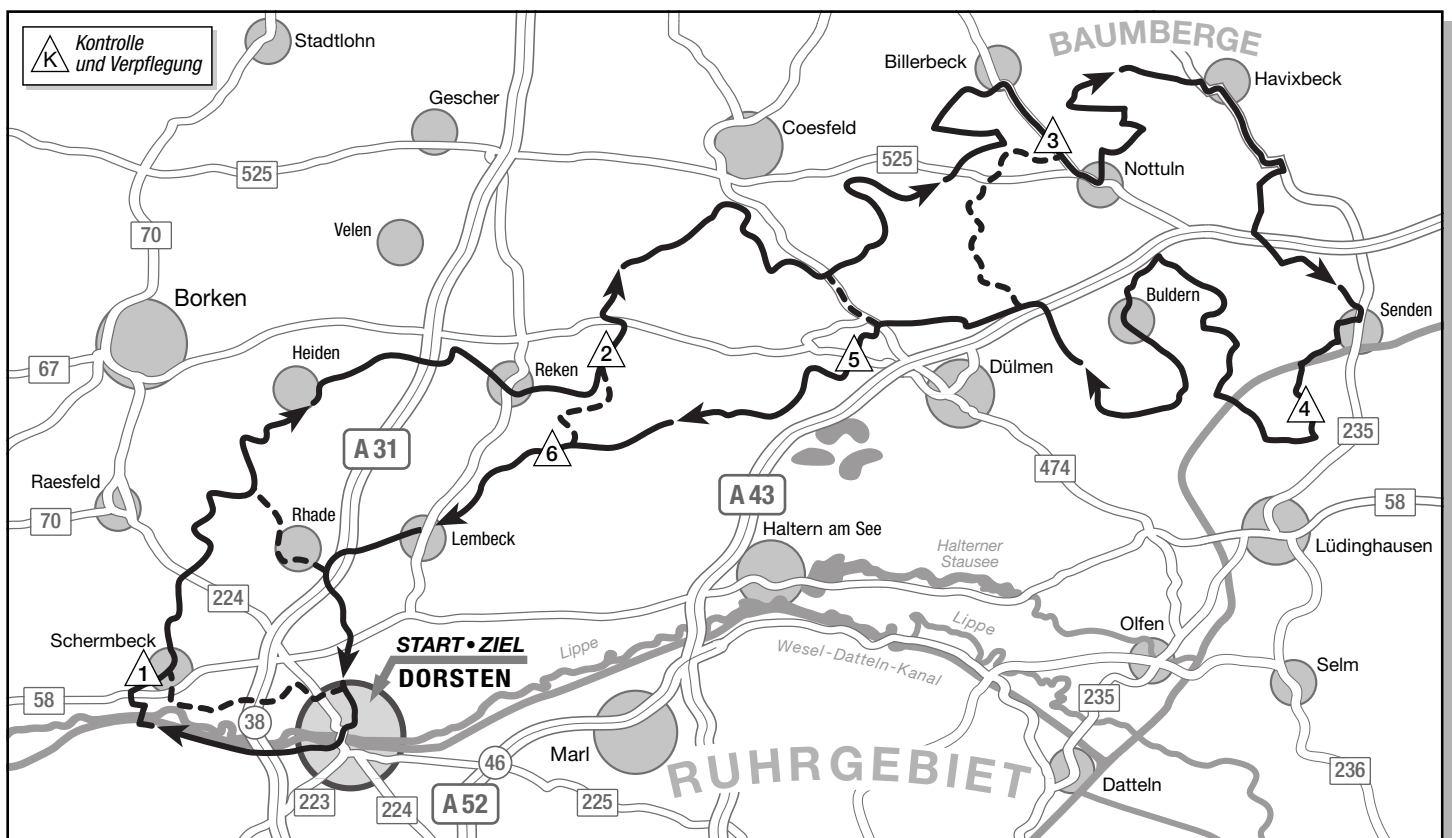 K
Kontrolle
und Verpflegung
Stadtlohn
BAUMBERGE
Billerbeck
Havixbeck
Gescher
Coesfeld
3
525
525
Nottuln
Velen
70
Borken
Buldern
Senden
67
Heiden
2
Reken
5
Dülmen
4
235
A 31
6
474
Raesfeld
70
Rhade
Lembeck
A 43
58
Haltern am See
Halterner
Stausee
Lüdinghausen
224
Schermbeck
1
START • ZIEL
DORSTEN
Lippe
Lippe
Wesel-Datteln-Kanal
Olfen
Selm
58
38
235
Marl
46
RUHRGEBIET
Datteln
236
223
224
A 52
225